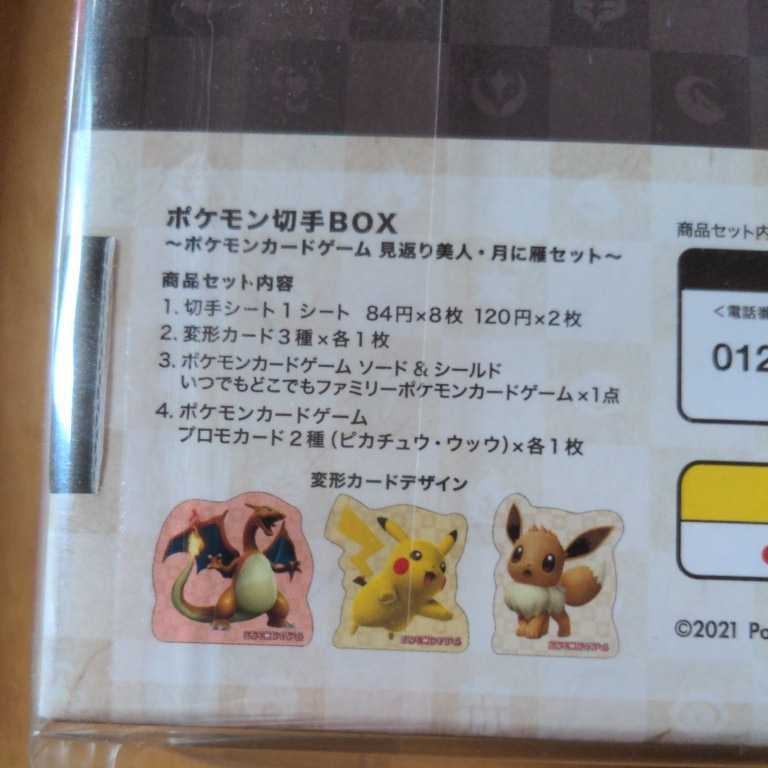 ポケモン切手BOX
～ポケモンカードゲーム 見返り美人・月に雁セット～
商品セット内容
1. 切手シート1シート 84円×8枚 120円×2枚
2. 変形カード3種×各1枚
3. ポケモンカードゲーム ソード&シールド
いつでもどこでもファミリーポケモンカードゲーム×1点
4. ポケモンカードゲーム
プロモカード2種（ピカチュウ・ウッウ）×各1枚
変形カードデザイン
商品セット内
＜電話番
012
©2021 Po